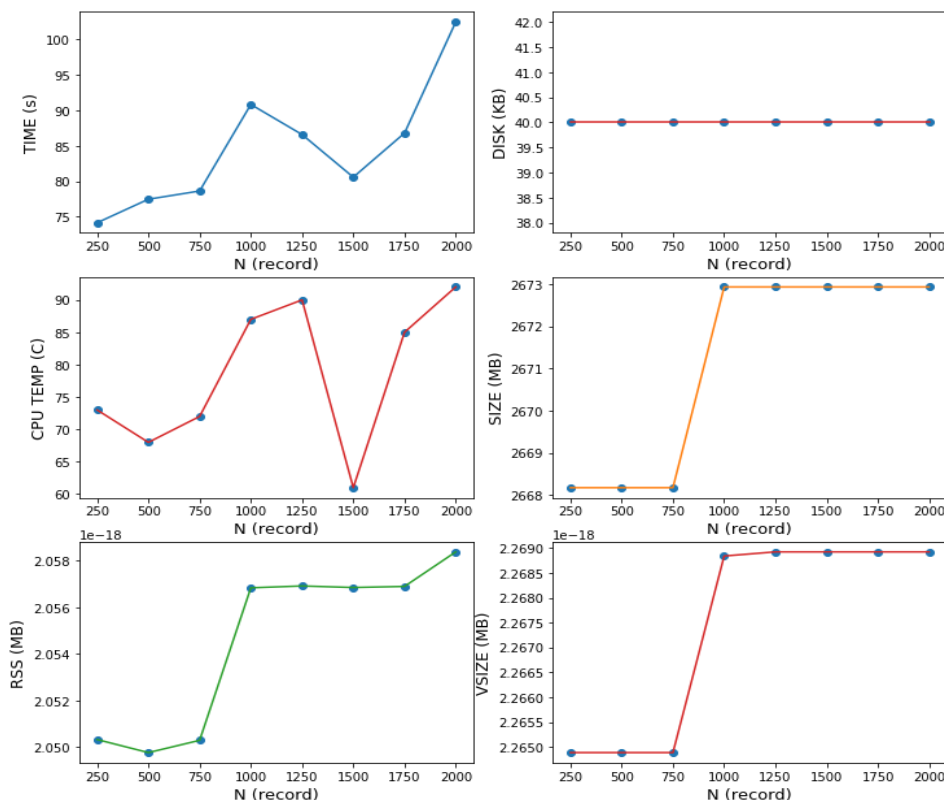 TIME (s)
100
95
90
85
80
75
250 500 750 1000 1250 1500 1750 2000
N (record)
DISK (KB)
42.0
41.5
41.0
40.5
40.0
39.5
39.0
38.5
38.0
250 500 750 1000 1250 1500 1750 2000
N (record)
CPU TEMP (C)
90
85
80
75
70
65
60
250 500 750 1000 1250 1500 1750 2000
N (record)
SIZE (MB)
2673
2672
2671
2670
2669
2668
250 500 750 1000 1250 1500 1750 2000
N (record)
1e−18
RSS (MB)
2.058
2.056
2.054
2.052
2.050
250 500 750 1000 1250 1500 1750 2000
N (record)
1e−18
VSIZE (MB)
2.2690
2.2685
2.2680
2.2675
2.2670
2.2665
2.2660
2.2655
2.2650
250 500 750 1000 1250 1500 1750 2000
N (record)